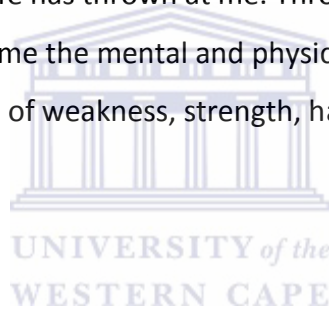 has thrown at me. Thro
me the mental and physic
of weakness, strength, ha
UNIVERSITY of the
WESTERN CAPE